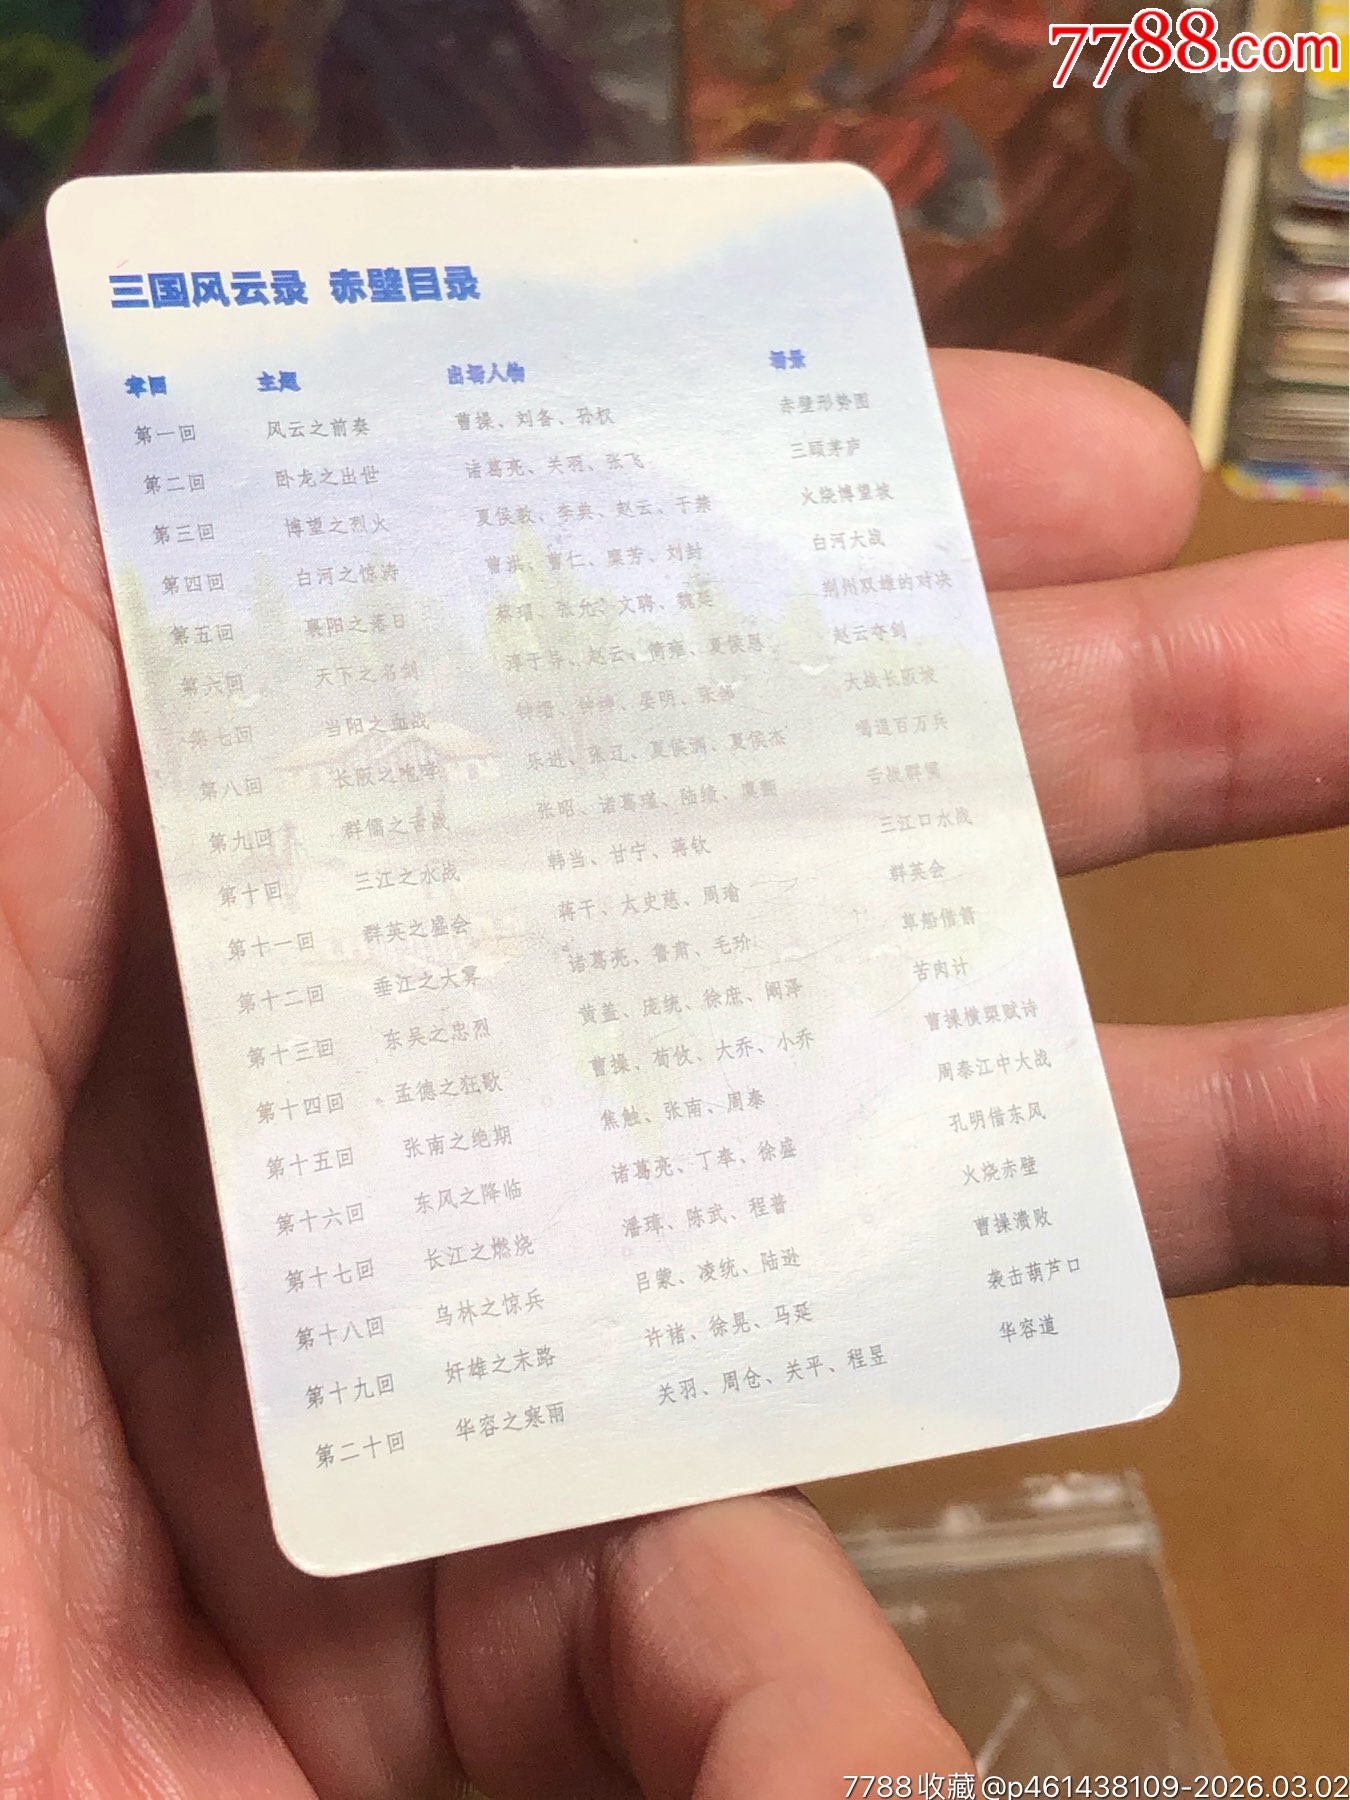 7788.com
三国风云录 赤壁目录
章回 主题 出场人物 场景
第一回 风云之前奏 曹操、刘备、孙权 赤壁形势图
第二回 卧龙之出世 诸葛亮、关羽、张飞 三顾茅庐
第三回 博望之烈火 夏侯敦、李典、赵云、于禁 火烧博望坡
第四回 白河之惊涛 曹洪、曹仁、糜芳、刘封 白河大战
第五回 襄阳之落日 蔡瑁、张允、文聘、魏延 荆州双雄的对决
第六回 天下之名剑 淳于导、赵云、简雍、夏侯恩 赵云夺剑
第七回 当阳之血战 钟缙、钟绅、晏明、张郃 大战长阪坡
第八回 长阪之咆哮 乐进、张辽、夏侯渊、夏侯杰 喝退百万兵
第九回 群儒之舌战 张昭、诸葛瑾、陆绩、虞翻 舌战群儒
第十回 三江之水战 韩当、甘宁、蒋钦 三江口水战
第十一回 群英之盛会 蒋干、太史慈、周瑜 群英会
第十二回 垂江之大雾 诸葛亮、鲁肃、毛玠 草船借箭
第十三回 东吴之忠烈 黄盖、庞统、徐庶、阚泽 苦肉计
第十四回 孟德之狂歌 曹操、荀攸、大乔、小乔 曹操横槊赋诗
第十五回 张南之绝期 焦触、张南、周泰 周泰江中大战
第十六回 东风之降临 诸葛亮、丁奉、徐盛 孔明借东风
第十七回 长江之燃烧 潘璋、陈武、程普 火烧赤壁
第十八回 乌林之惊兵 吕蒙、凌统、陆逊 曹操溃败
第十九回 奸雄之末路 许褚、徐晃、马延 袭击葫芦口
第二十回 华容之寒雨 关羽、周仓、关平、程昱 华容道
7788收藏@p461438109-2026.03.02